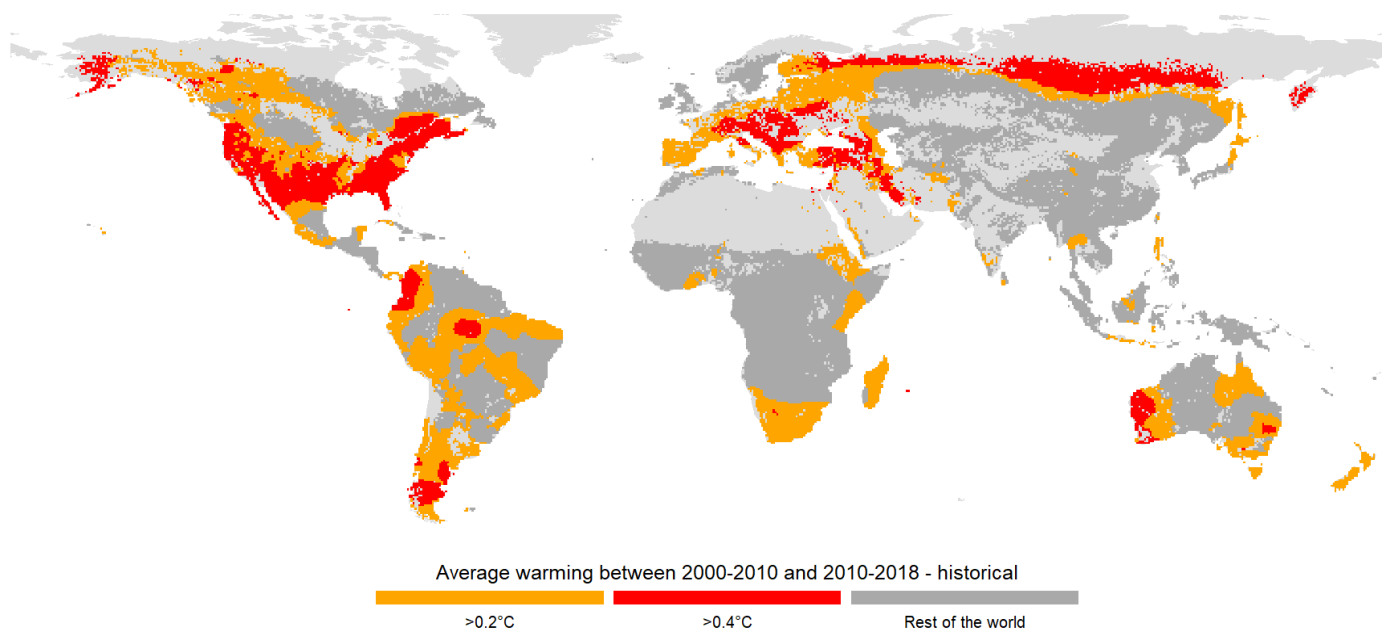 Average warming between 2000-2010 and 2010-2018 - historical
>0.2°C >0.4°C Rest of the world